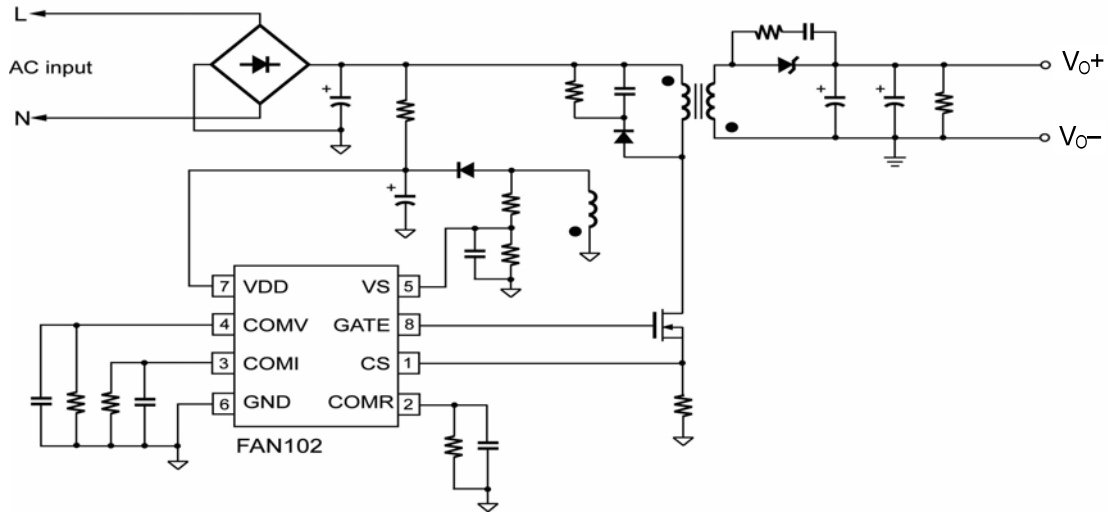 L
AC input
N
+
+
+
+
Vo+
Vo−
7 VDD
VS 5
4 COMV
GATE 8
3 COMI
CS 1
6 GND
COMR 2
FAN102